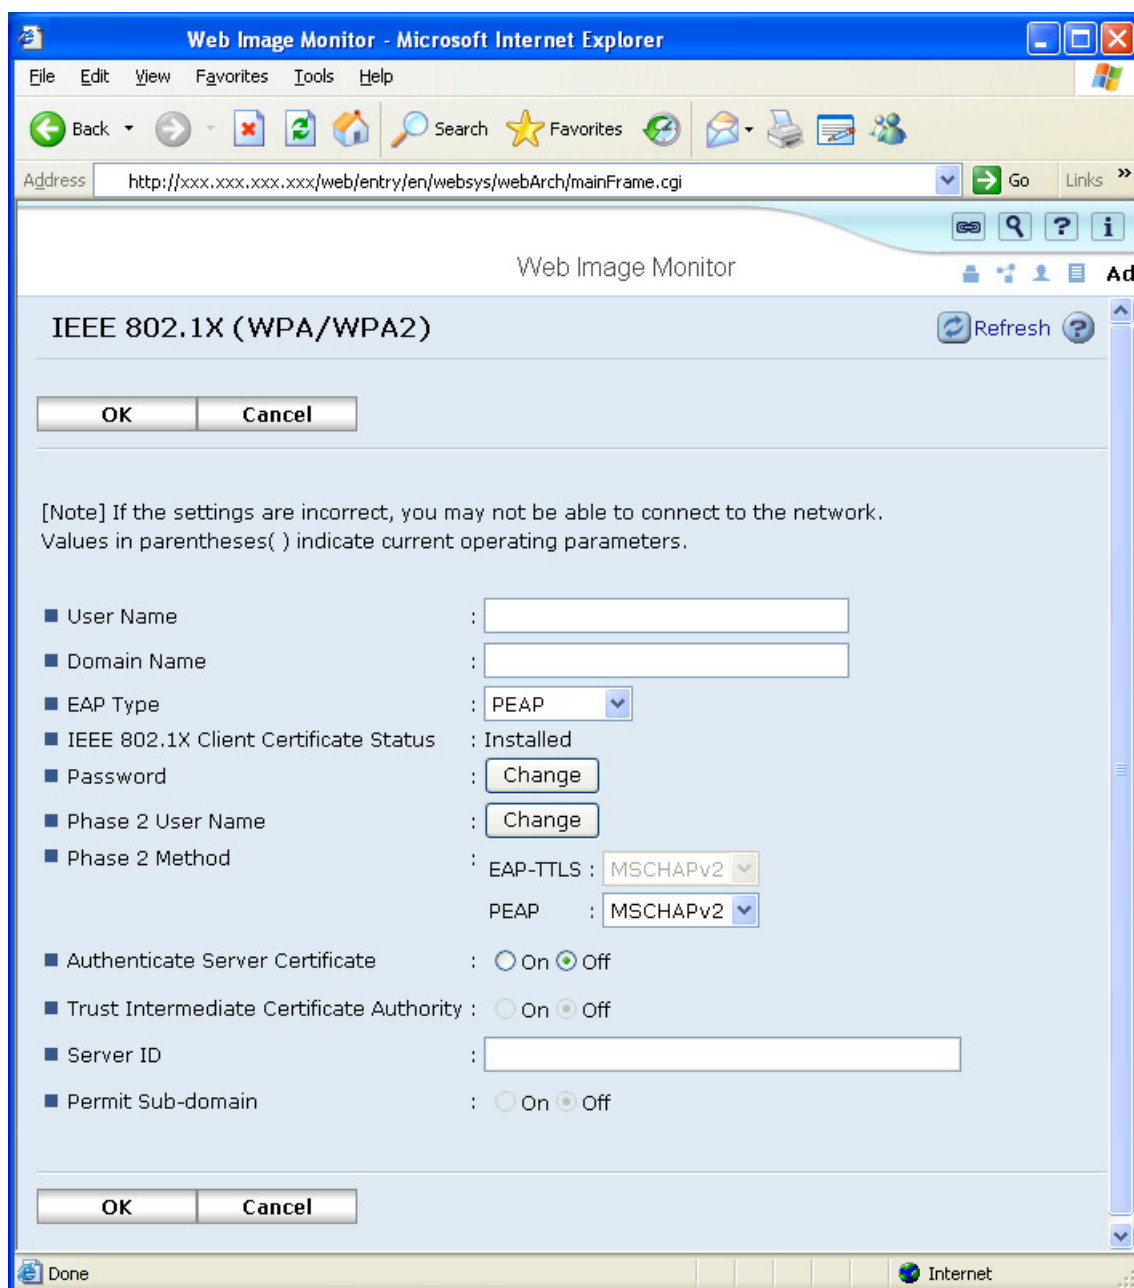 Web Image Monitor - Microsoft Internet Explorer
File Edit View Favorites Tools Help
Back Search Favorites
Address http://xxx.xxx.xxx.xxx/web/entry/en/websys/webArch/mainFrame.cgi Go Links »
? i
Web Image Monitor Ad
IEEE 802.1X (WPA/WPA2) Refresh ?
OK Cancel
[Note] If the settings are incorrect, you may not be able to connect to the network.
Values in parentheses( ) indicate current operating parameters.
User Name :
Domain Name :
EAP Type : PEAP
IEEE 802.1X Client Certificate Status : Installed
Password : Change
Phase 2 User Name : Change
Phase 2 Method : EAP-TTLS : MSCHAPv2
PEAP : MSCHAPv2
Authenticate Server Certificate : On Off
Trust Intermediate Certificate Authority : On Off
Server ID :
Permit Sub-domain : On Off
OK Cancel
Done Internet